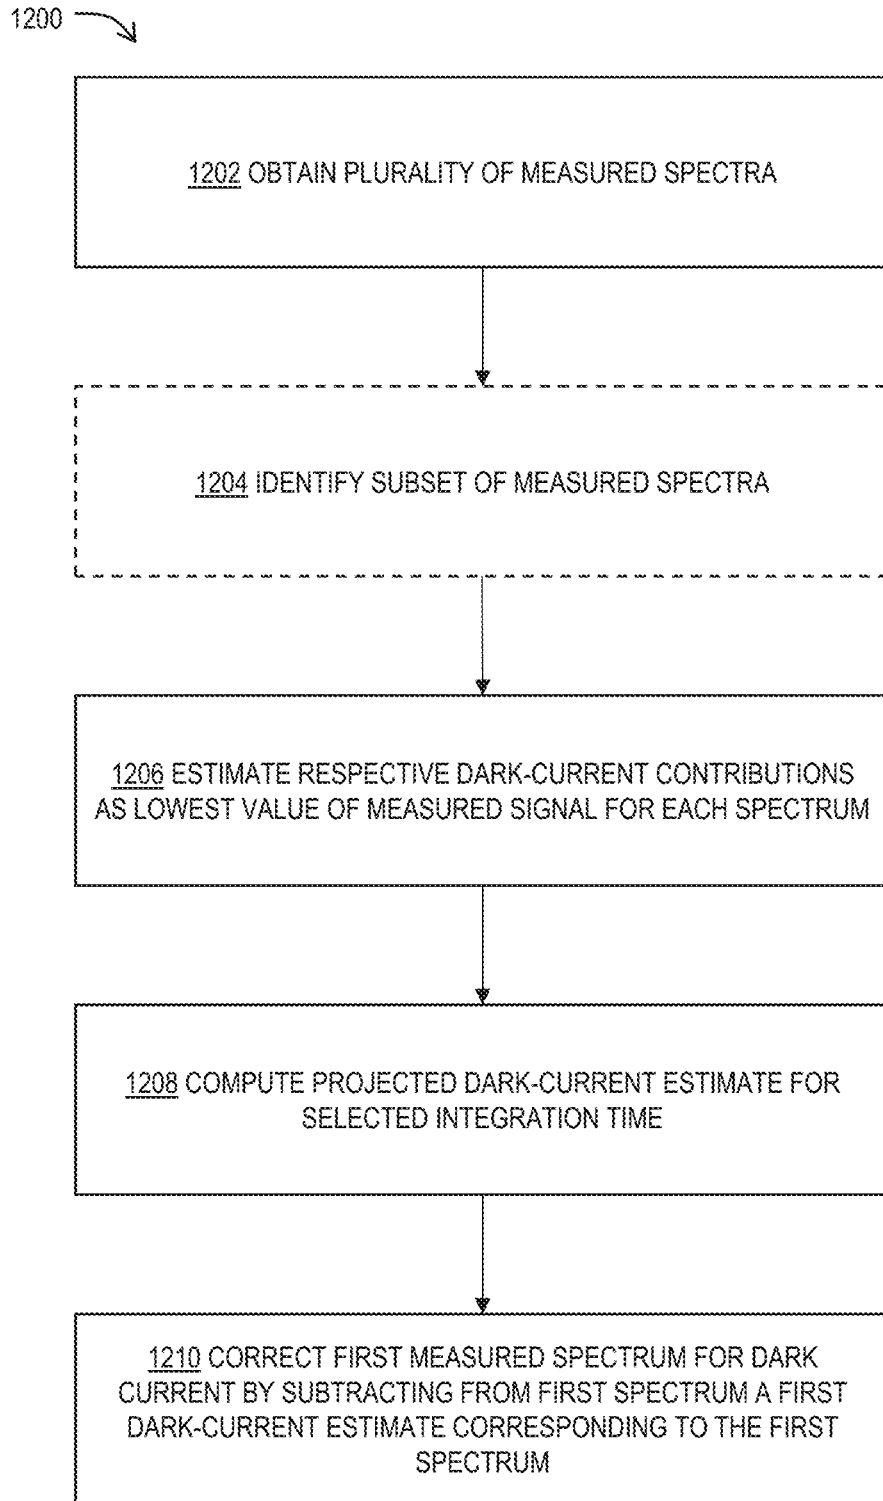 1200
1202 OBTAIN PLURALITY OF MEASURED SPECTRA
1204 IDENTIFY SUBSET OF MEASURED SPECTRA
1206 ESTIMATE RESPECTIVE DARK-CURRENT CONTRIBUTIONS
AS LOWEST VALUE OF MEASURED SIGNAL FOR EACH SPECTRUM
1208 COMPUTE PROJECTED DARK-CURRENT ESTIMATE FOR
SELECTED INTEGRATION TIME
1210 CORRECT FIRST MEASURED SPECTRUM FOR DARK
CURRENT BY SUBTRACTING FROM FIRST SPECTRUM A FIRST
DARK-CURRENT ESTIMATE CORRESPONDING TO THE FIRST
SPECTRUM